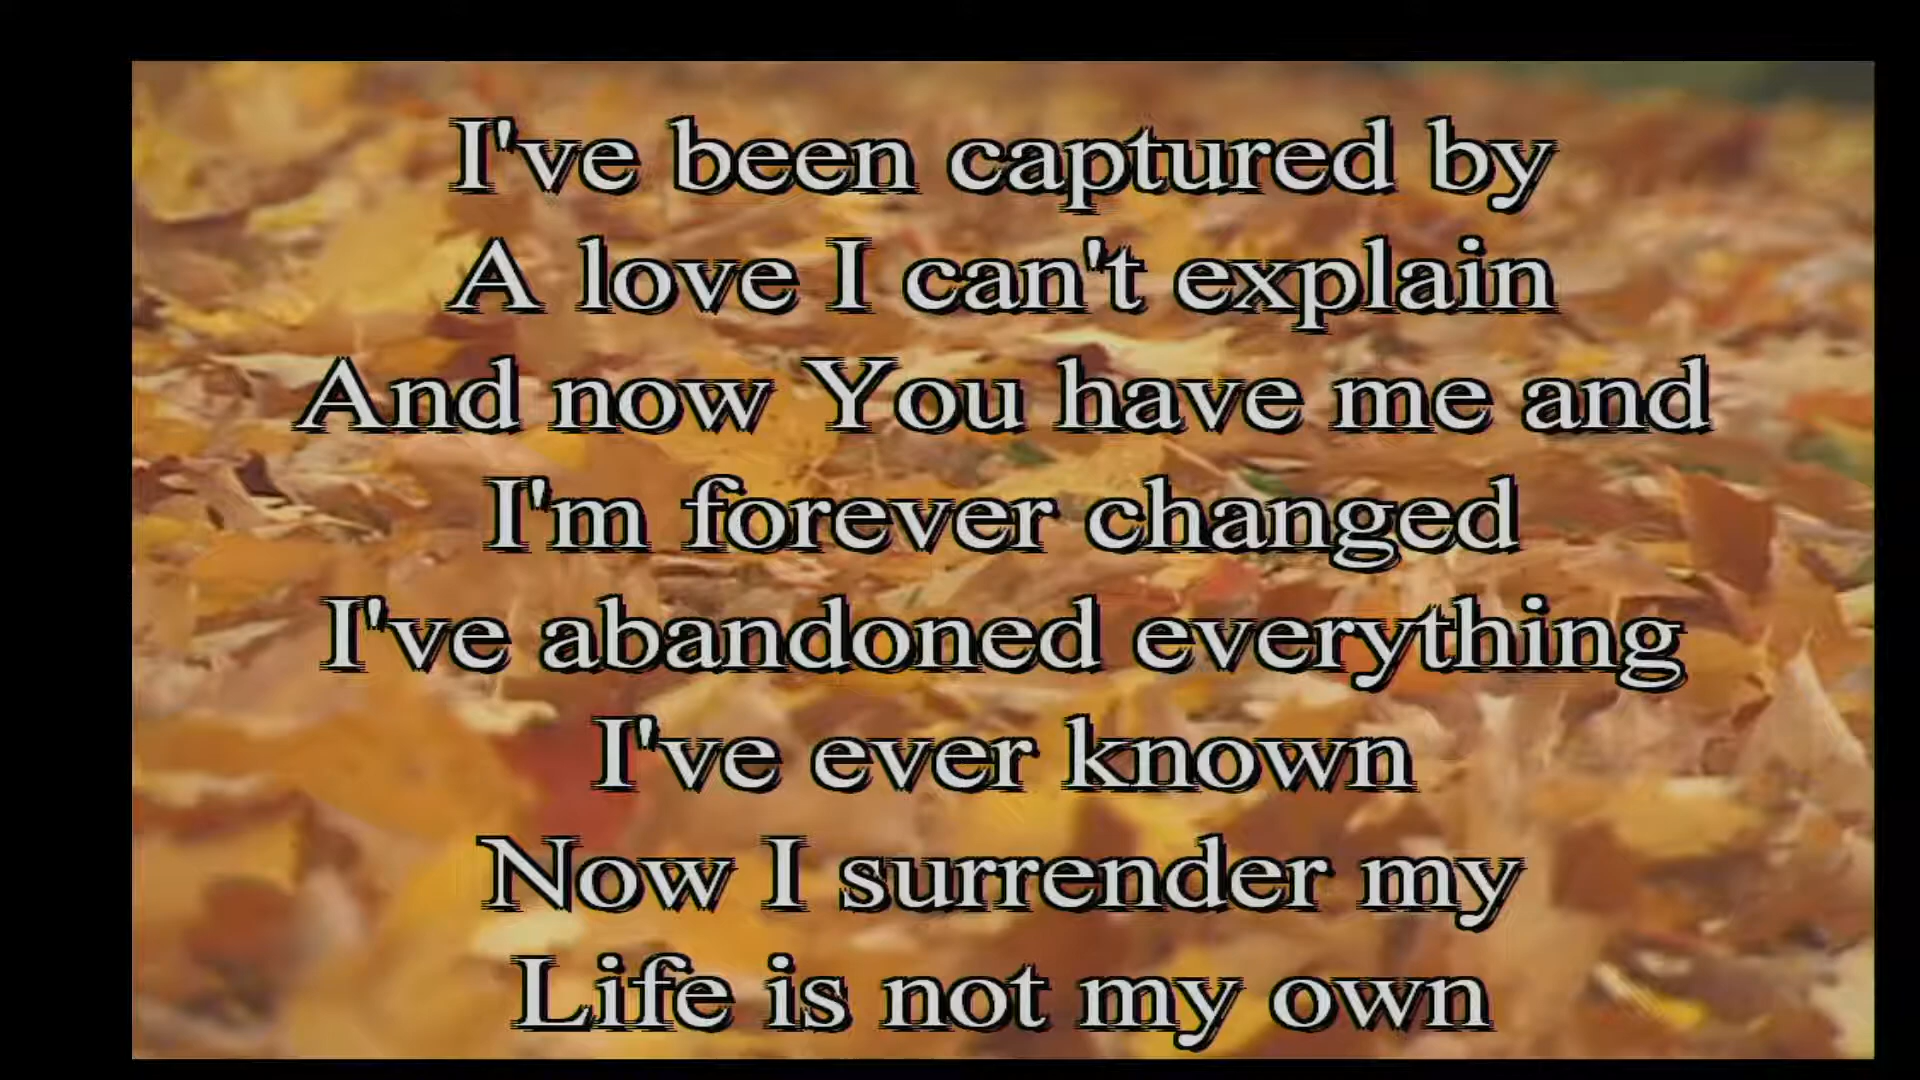 I've been captured by
A love I can't explain
And now You have me and
I'm forever changed
I've abandoned everything
I've ever known
Now I surrender my
Life is not my own